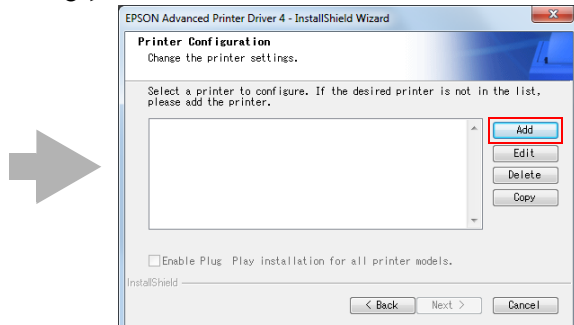 EPSON Advanced Printer Driver 4 - InstallShield Wizard
Printer Configuration
Change the printer settings.
Select a printer to configure. If the desired printer is not in the list,
please add the printer.
Add
Edit
Delete
Copy
Enable Plug Play installation for all printer models.
InstallShield
< Back
Next >
Cancel